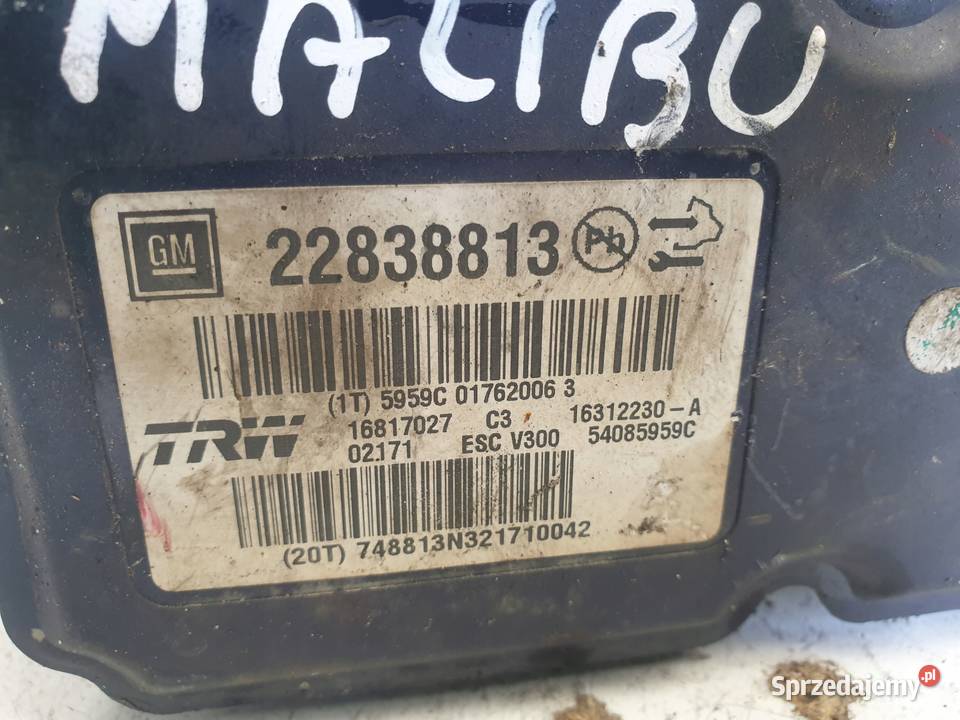 MALIBU
GM 22838813 Pb
(1T) 5959C 01762006 3
TRW 16817027 C3 16312230-A
02171 ESC V300 54085959C
(20T) 748813N321710042
Sprzedajemy.pl